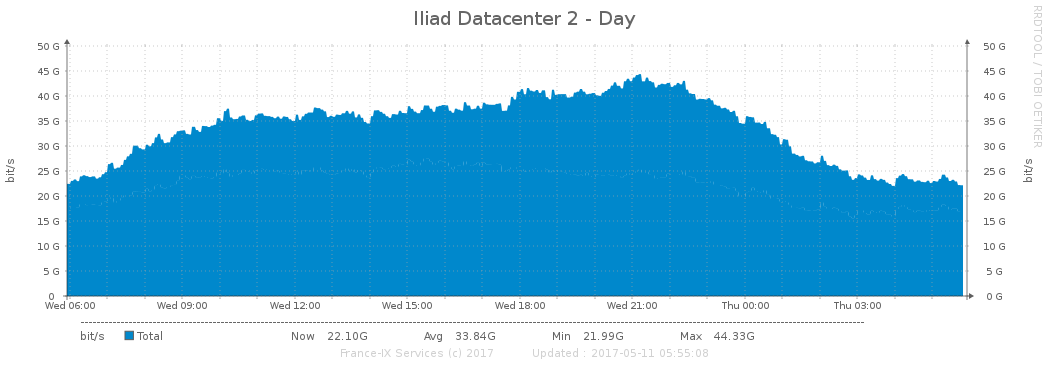 Iliad Datacenter 2 - Day
RRDTOOL / TOBI OETIKER
bit/s
50 G 50 G
45 G 45 G
40 G 40 G
35 G 35 G
30 G 30 G
25 G 25 G
20 G 20 G
15 G 15 G
10 G 10 G
5 G 5 G
0 0 G
bit/s
Wed 06:00 Wed 09:00 Wed 12:00 Wed 15:00 Wed 18:00 Wed 21:00 Thu 00:00 Thu 03:00
bit/s Total Now 22.10G Avg 33.84G Min 21.99G Max 44.33G
France-IX Services (c) 2017 Updated : 2017-05-11 05:55:08